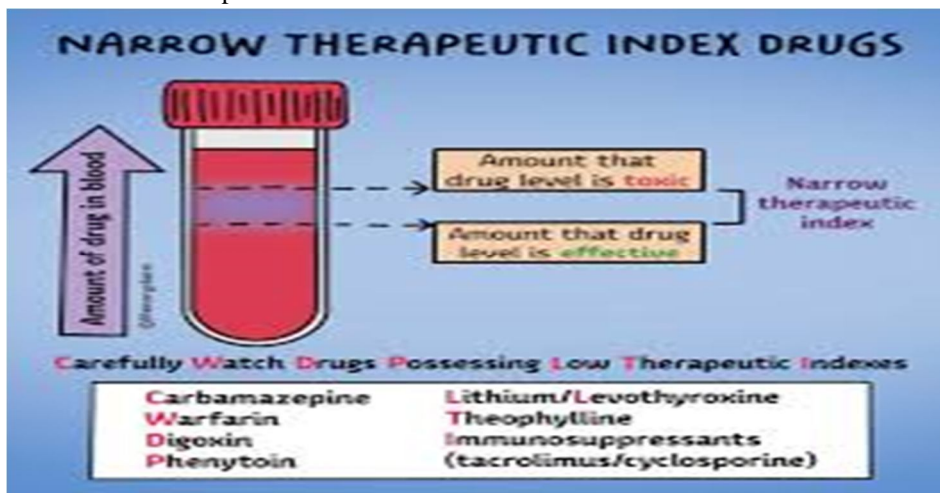 NARROW THERAPEUTIC INDEX DRUGS
Amount of drug in blood
Amount that
drug level is toxic
Amount that drug
level is effective
Narrow
therapeutic
index
Carefully Watch Drugs Possessing Low Therapeutic Indexes
Carbamazepine
Warfarin
Digoxin
Phenytoin
Lithium/Levothyroxine
Theophylline
Immunosuppressants
(tacrolimus/cyclosporine)